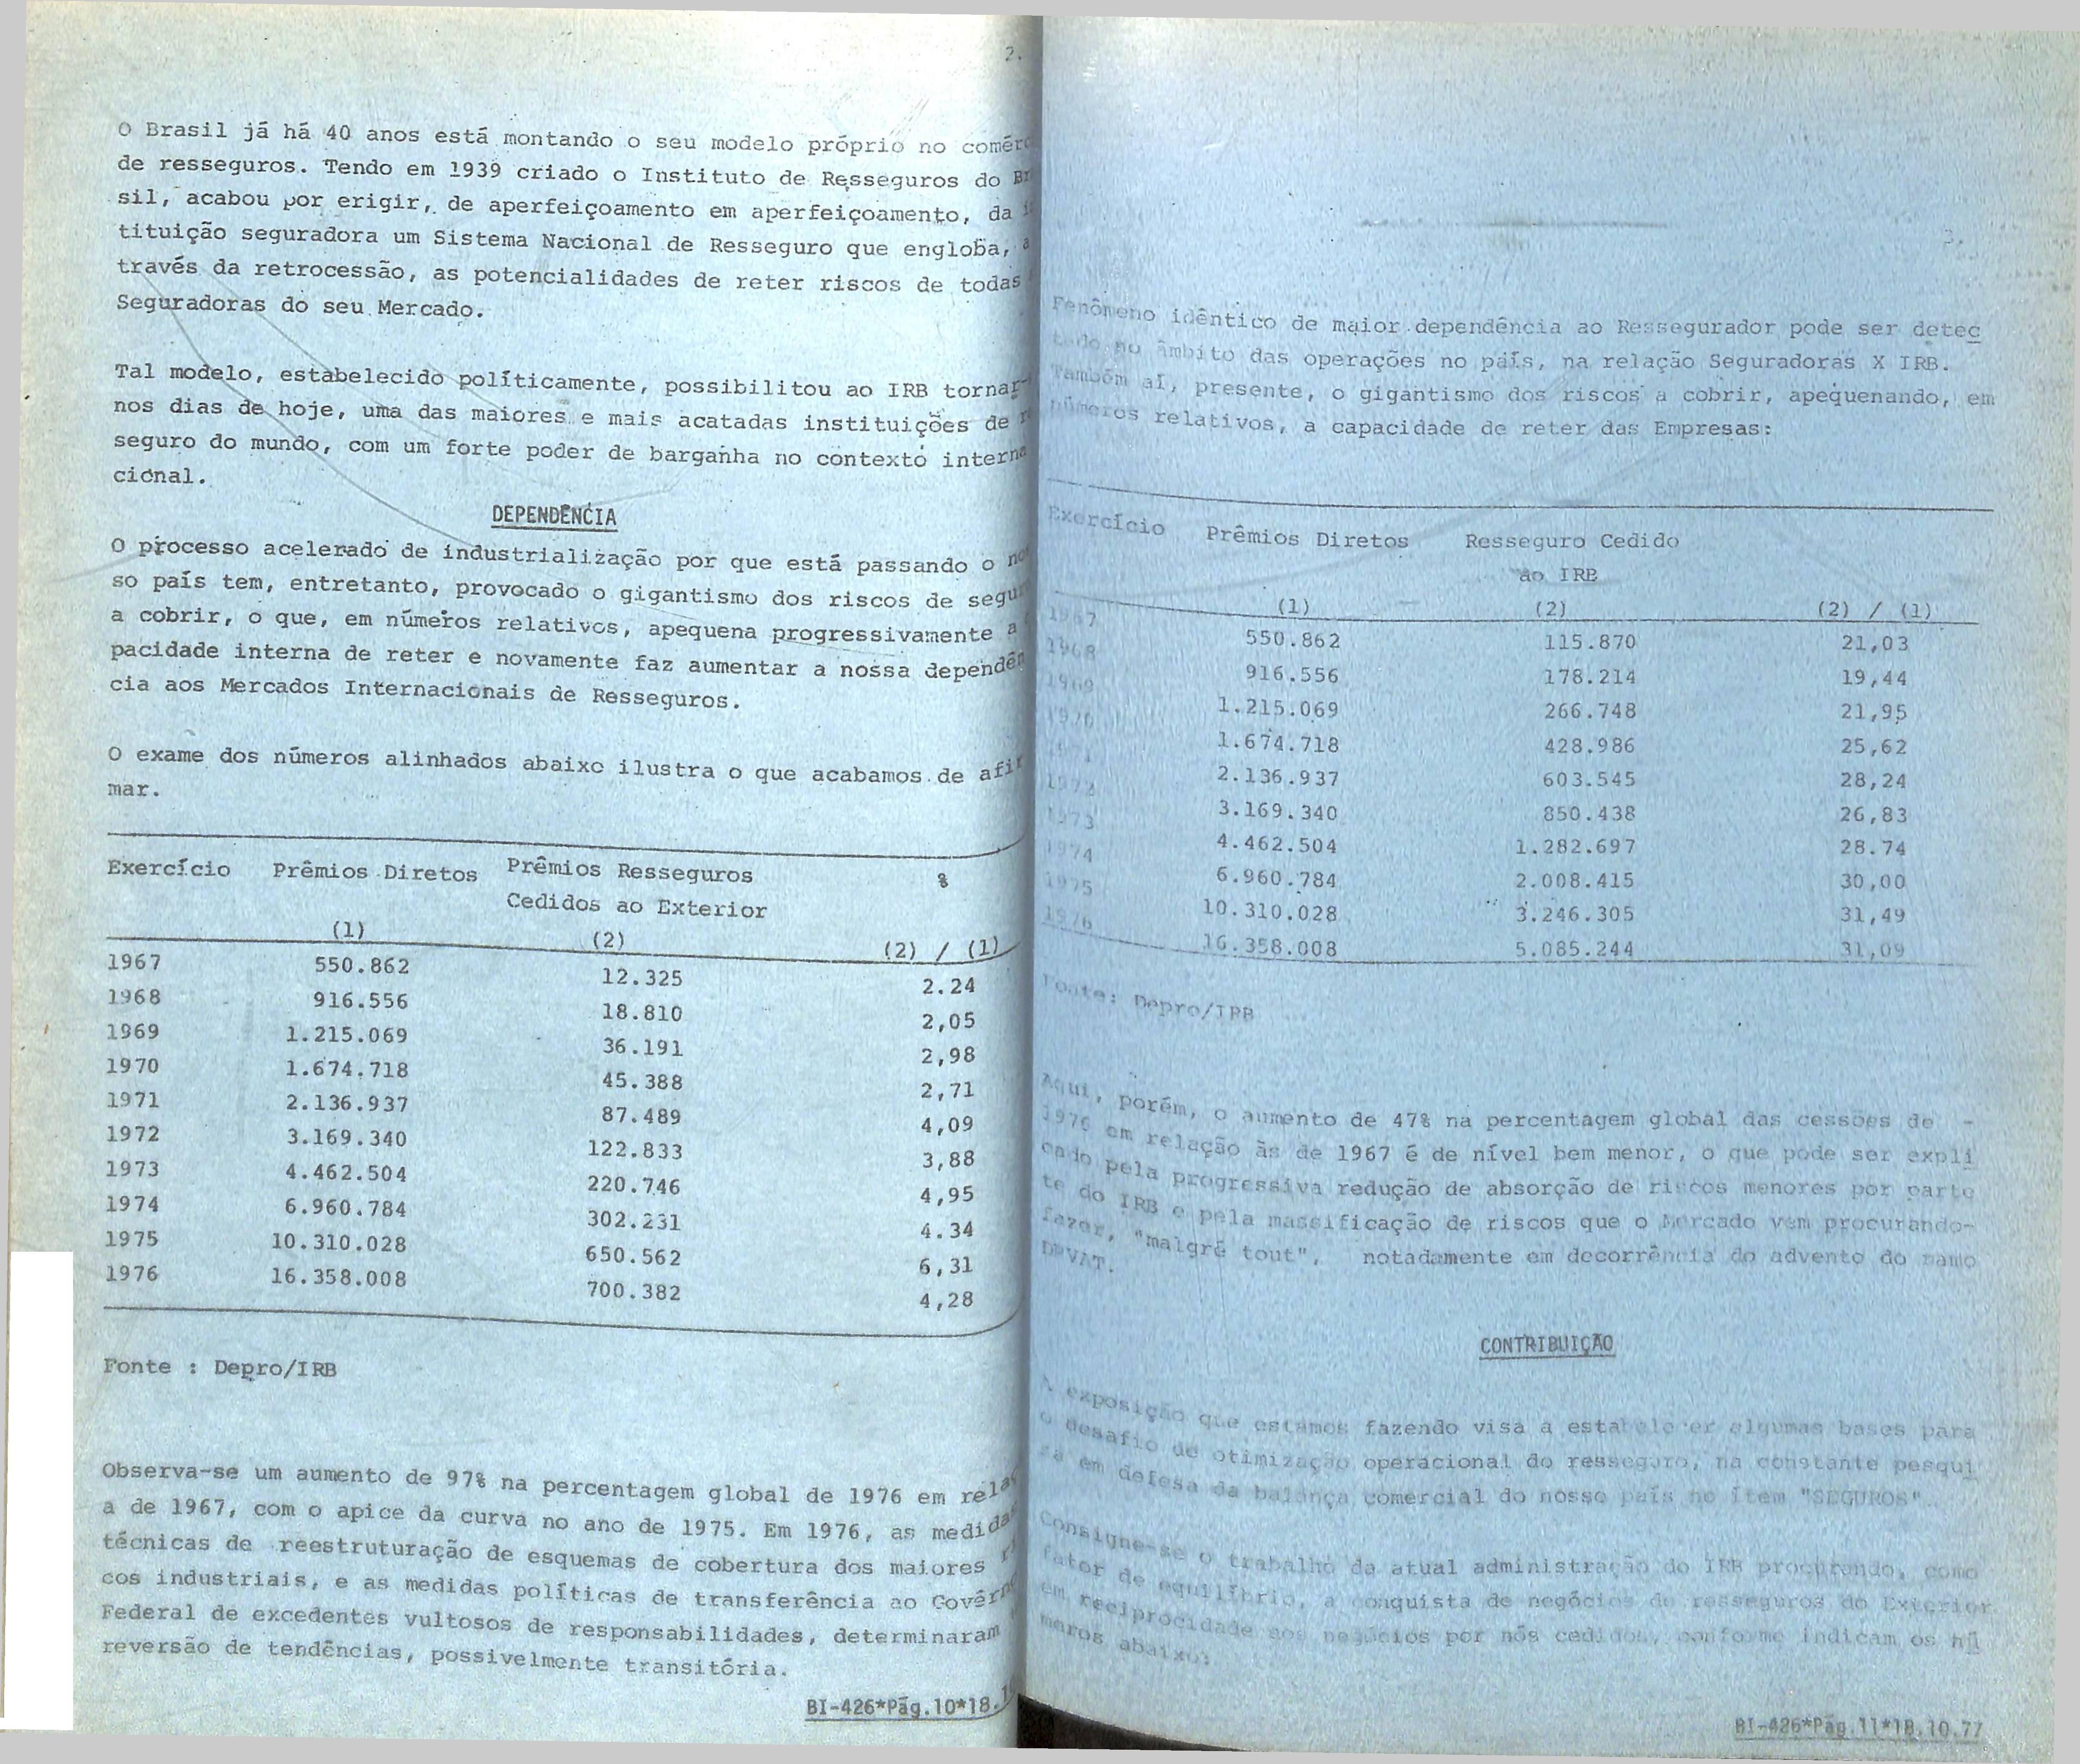 2.
O Brasil já há 40 anos está montando o seu modelo próprio no comérc
de resseguros. Tendo em 1939 criado o Instituto de Resseguros do Br
sil, acabou por erigir, de aperfeiçoamento em aperfeiçoamento, da i
tituição seguradora um Sistema Nacional de Resseguro que engloba, a
través da retrocessão, as potencialidades de reter riscos de todas
Seguradoras do seu Mercado.
Tal modelo, estabelecido políticamente, possibilitou ao IRB tornar-
nos dias de hoje, uma das maiores e mais acatadas instituições de r
seguro do mundo, com um forte poder de barganha no contexto interna
cional.
DEPENDÊNCIA
O processo acelerado de industrialização por que está passando o no
so país tem, entretanto, provocado o gigantismo dos riscos de segu
a cobrir, o que, em números relativos, apequena progressivamente a
pacidade interna de reter e novamente faz aumentar a nossa dependên
cia aos Mercados Internacionais de Resseguros.
O exame dos números alinhados abaixo ilustra o que acabamos de afir
mar.
Exercício Prêmios Diretos Prêmios Resseguros %
Cedidos ao Exterior
(1) (2) (2) / (1)
1967 550.862 12.325 2.24
1968 916.556 18.810 2,05
1969 1.215.069 36.191 2,98
1970 1.674.718 45.388 2,71
1971 2.136.937 87.489 4,09
1972 3.169.340 122.833 3,88
1973 4.462.504 220.746 4,95
1974 6.960.784 302.231 4.34
1975 10.310.028 650.562 6,31
1976 16.358.008 700.382 4,28
Fonte : Depro/IRB
Observa-se um aumento de 97% na percentagem global de 1976 em relaç
a de 1967, com o apice da curva no ano de 1975. Em 1976, as medidas
técnicas de reestruturação de esquemas de cobertura dos maiores r
cos industriais, e as medidas políticas de transferência ao Govêrn
Federal de excedentes vultosos de responsabilidades, determinaram
reversão de tendências, possivelmente transitória.
BI-426*Pãg.10*18.1
3.
Fenômeno idêntico de maior dependência ao Ressegurador pode ser detec
tado no âmbito das operações no país, na relação Seguradoras X IRB.
Também aí, presente, o gigantismo dos riscos a cobrir, apequenando, em
números relativos, a capacidade de reter das Empresas:
Exercício Prêmios Diretos Resseguro Cedido
ao IRB
(1) (2) (2) / (1)
1967 550.862 115.870 21,03
1968 916.556 178.214 19,44
1969 1.215.069 266.748 21,95
1970 1.674.718 428.986 25,62
1971 2.136.937 603.545 28,24
1972 3.169.340 850.438 26,83
1973 4.462.504 1.282.697 28.74
1974 6.960.784 2.008.415 30,00
1975 10.310.028 3.246.305 31,49
1976 16.358.008 5.085.244 31,09
Fonte: Depro/IRB
Aqui, porém, o aumento de 47% na percentagem global das cessões de -
1976 em relação às de 1967 é de nível bem menor, o que pode ser expli
cado pela progressiva redução de absorção de riscos menores por parte
te do IRB e pela massificação de riscos que o Mercado vem procurando-
fazer, "malgré tout", notadamente em decorrência do advento do ramo
DPVAT.
CONTRIBUIÇÃO
A exposição que estamos fazendo visa a estabelecer algumas bases para
o desafio de otimização operacional do resseguro, na constante pesqui
sa em defesa da balança comercial do nosso país no ítem "SEGUROS".
Consigne-se o trabalho da atual administração do IRB procurando, como
fator de equilíbrio, a conquista de negócios de resseguros do Exterior
em reciprocidade aos negócios por nós cedidos, conforme indicam os nú
meros abaixo:
BI-426*Pãg.11*18.10.77